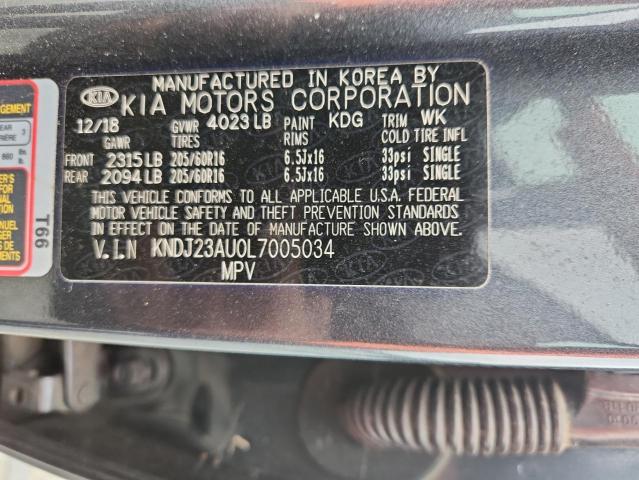 MANUFACTURED IN KOREA BY
KIA KIA MOTORS CORPORATION
12/18 GVWR 4023 LB PAINT KDG TRIM WK
GAWR TIRES RIMS COLD TIRE INFL
FRONT 2315 LB 205/60R16 6.5Jx16 33psi SINGLE
REAR 2094 LB 205/60R16 6.5Jx16 33psi SINGLE
THIS VEHICLE CONFORMS TO ALL APPLICABLE U.S.A. FEDERAL
MOTOR VEHICLE SAFETY AND THEFT PREVENTION STANDARDS
IN EFFECT ON THE DATE OF MANUFACTURE SHOWN ABOVE.
V.I.N KNDJ23AU0L7005034
MPV
T66